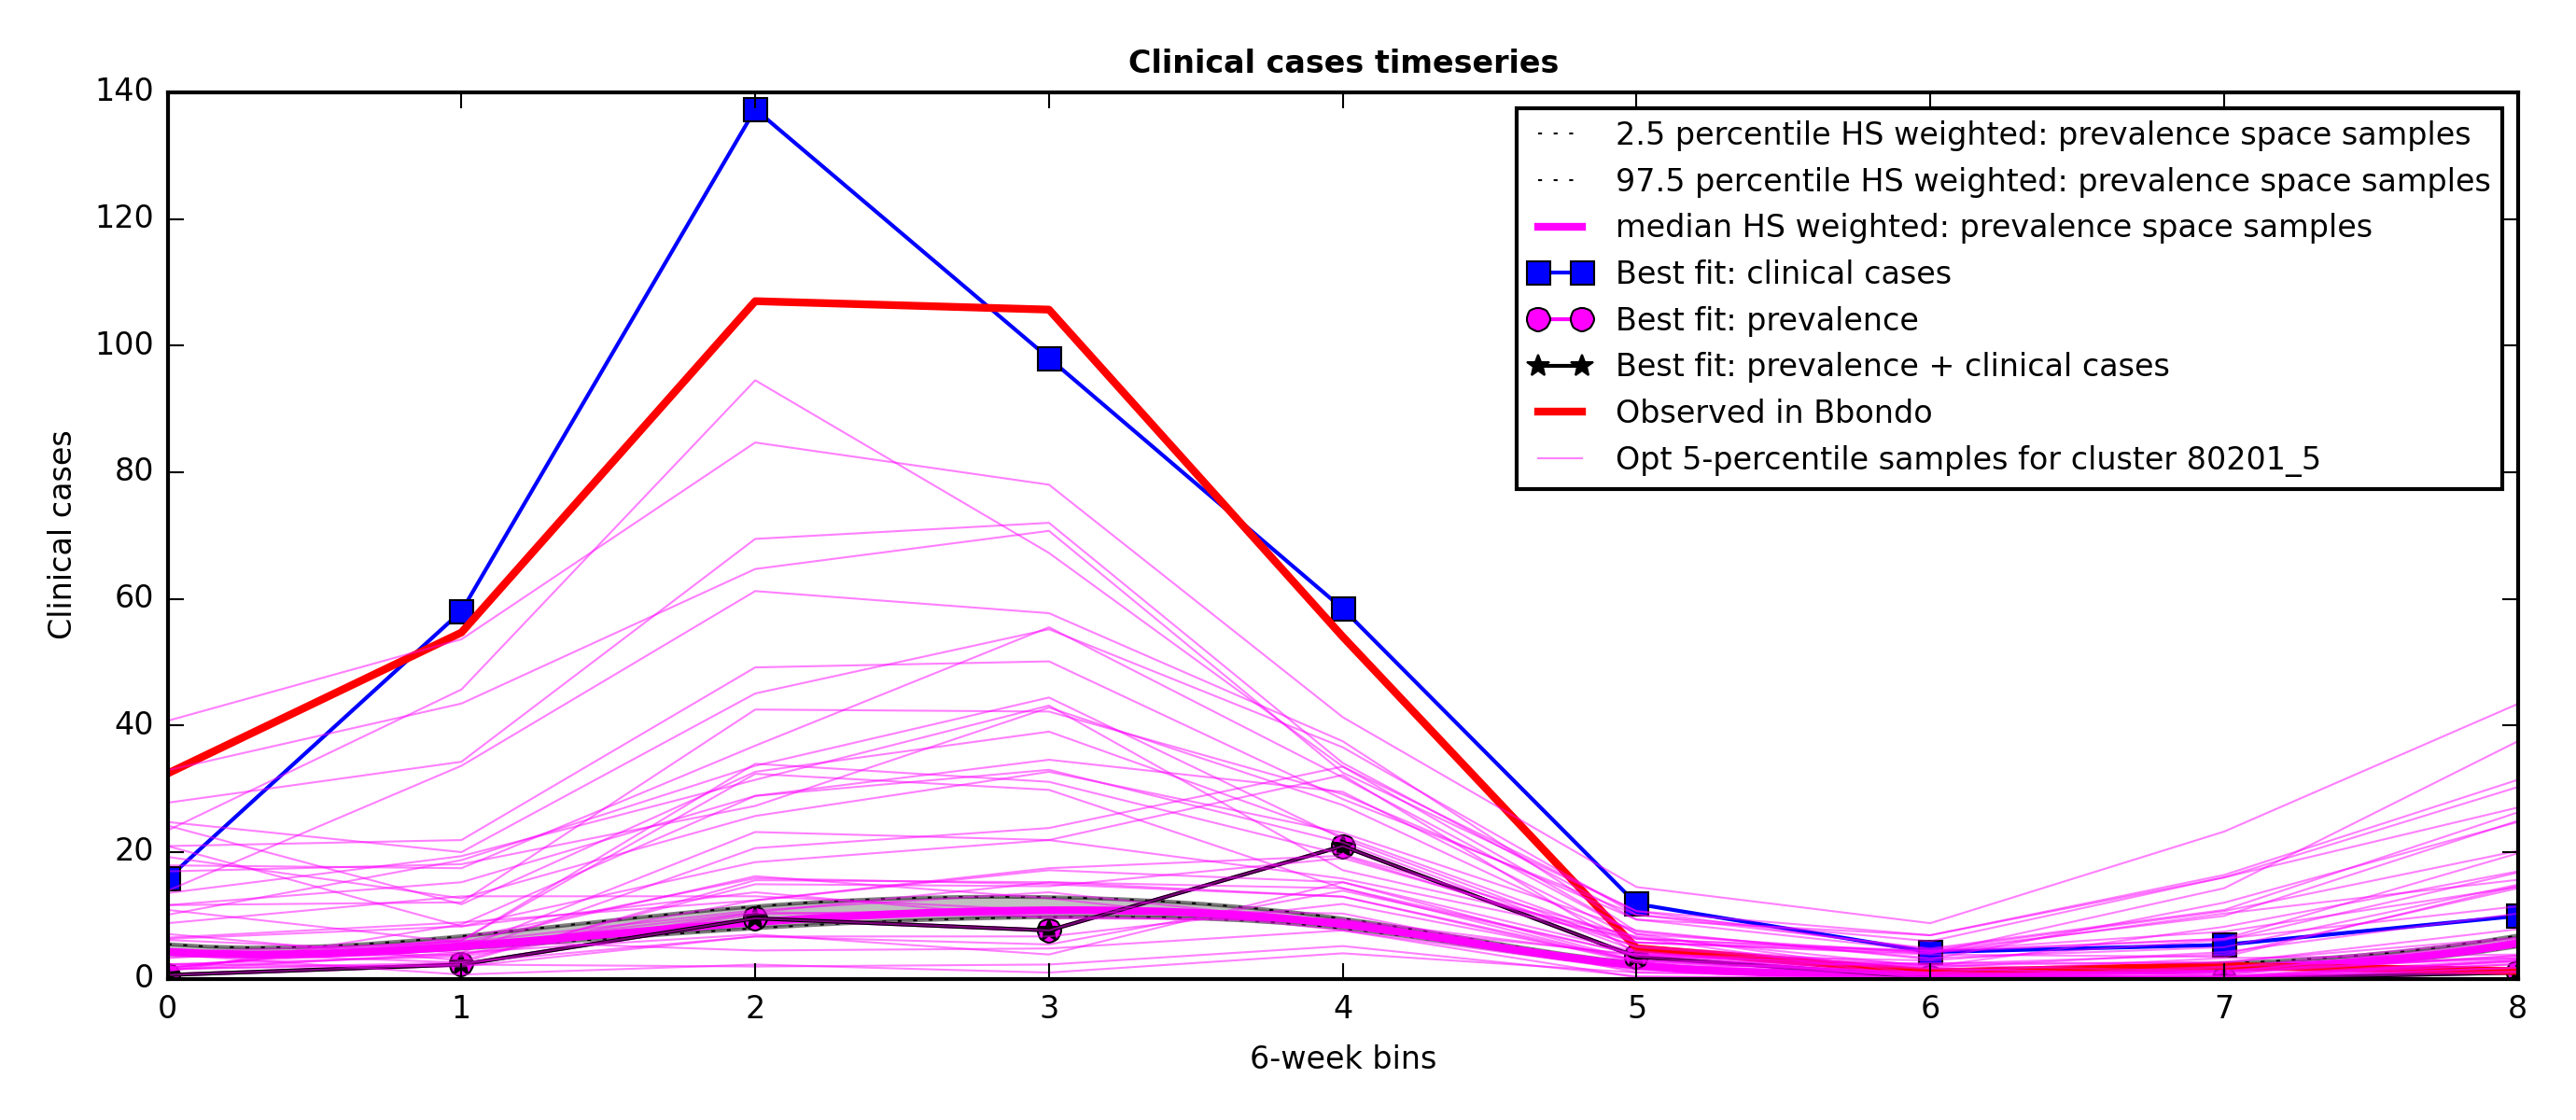 Clinical cases timeseries
140
120
100
80
60
40
20
0
Clinical cases
2.5 percentile HS weighted: prevalence space samples
97.5 percentile HS weighted: prevalence space samples
median HS weighted: prevalence space samples
Best fit: clinical cases
Best fit: prevalence
Best fit: prevalence + clinical cases
Observed in Bbondo
Opt 5-percentile samples for cluster 80201_5
0 1 2 3 4 5 6 7 8
6-week bins